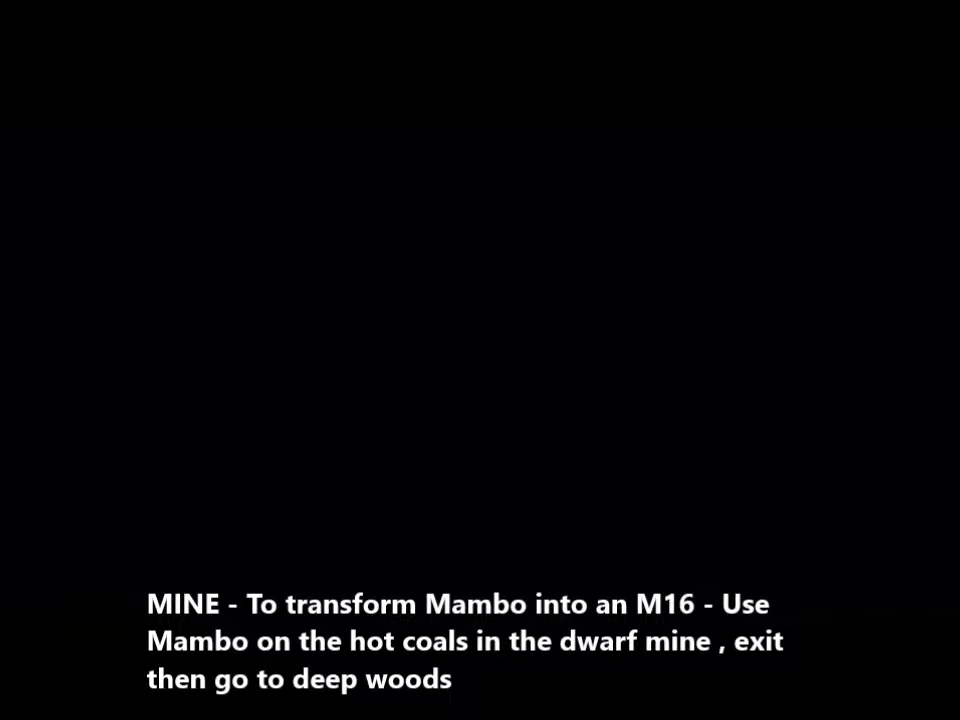 MINE - To transform Mambo into an M16 - Use
Mambo on the hot coals in the dwarf mine , exit
then go to deep woods